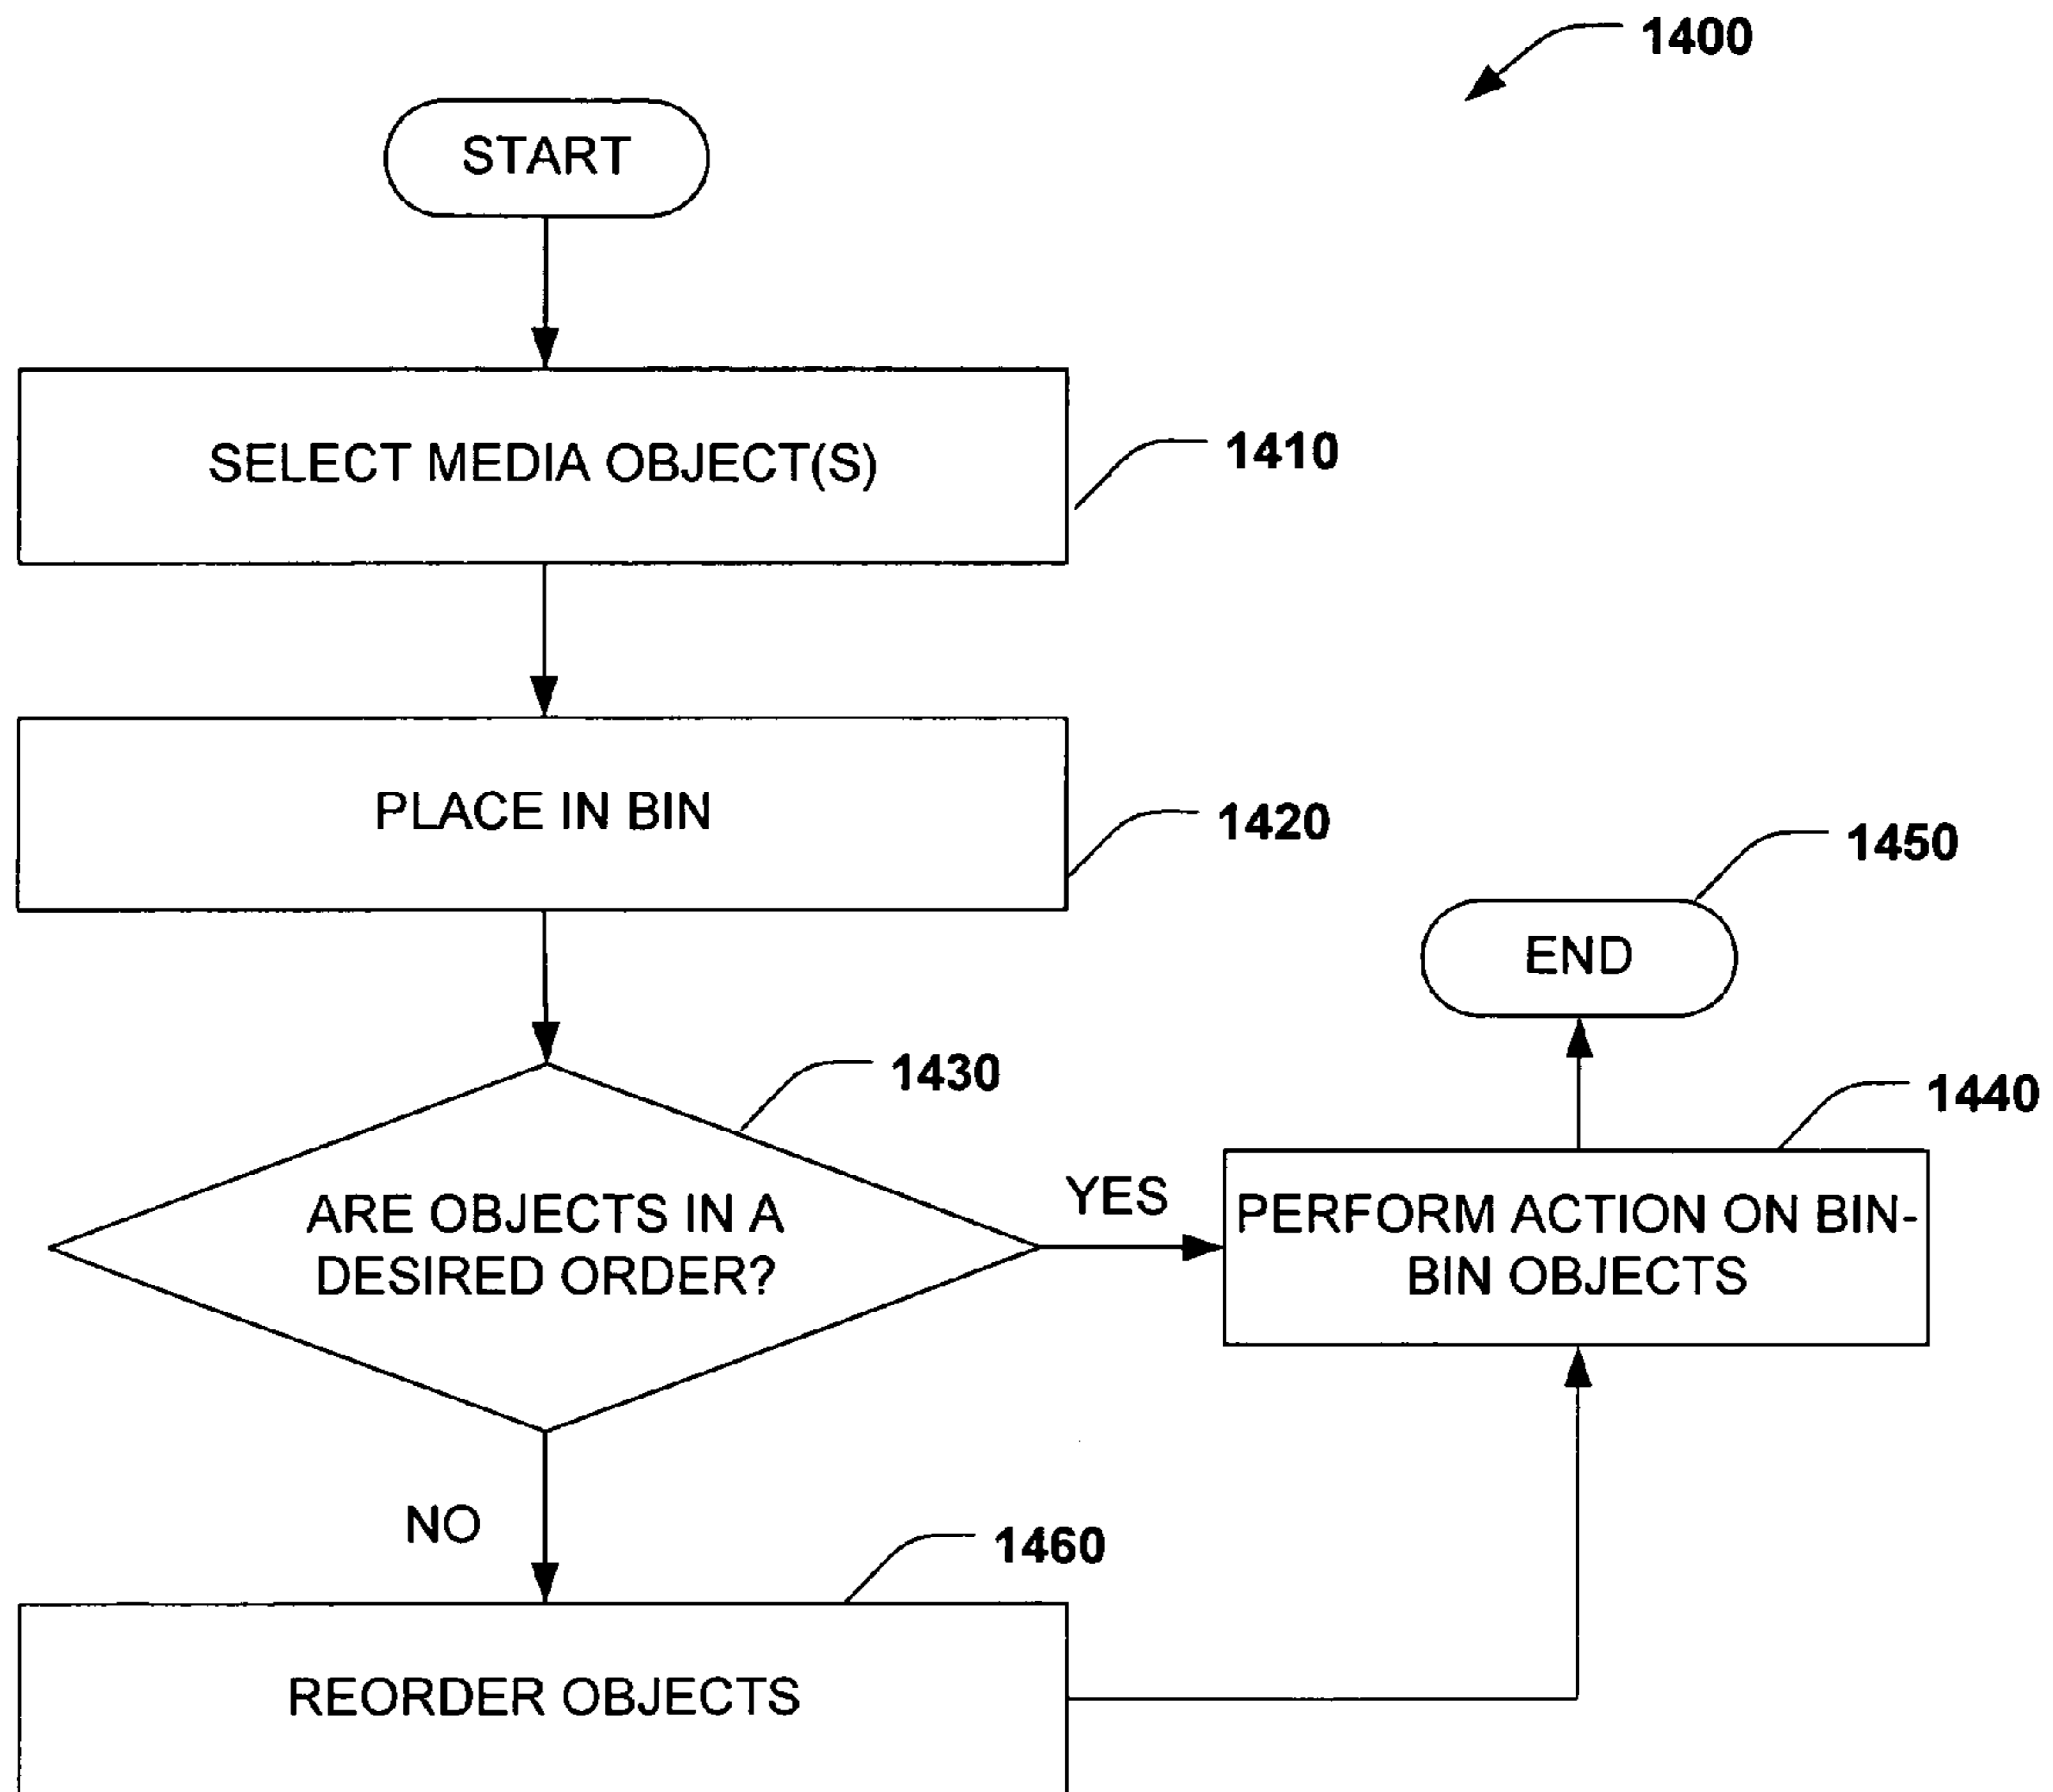 1400
START
SELECT MEDIA OBJECT(S)
1410
PLACE IN BIN
1420
1450
END
1430
1440
ARE OBJECTS IN A
DESIRED ORDER?
YES
PERFORM ACTION ON BIN-
BIN OBJECTS
NO
1460
REORDER OBJECTS